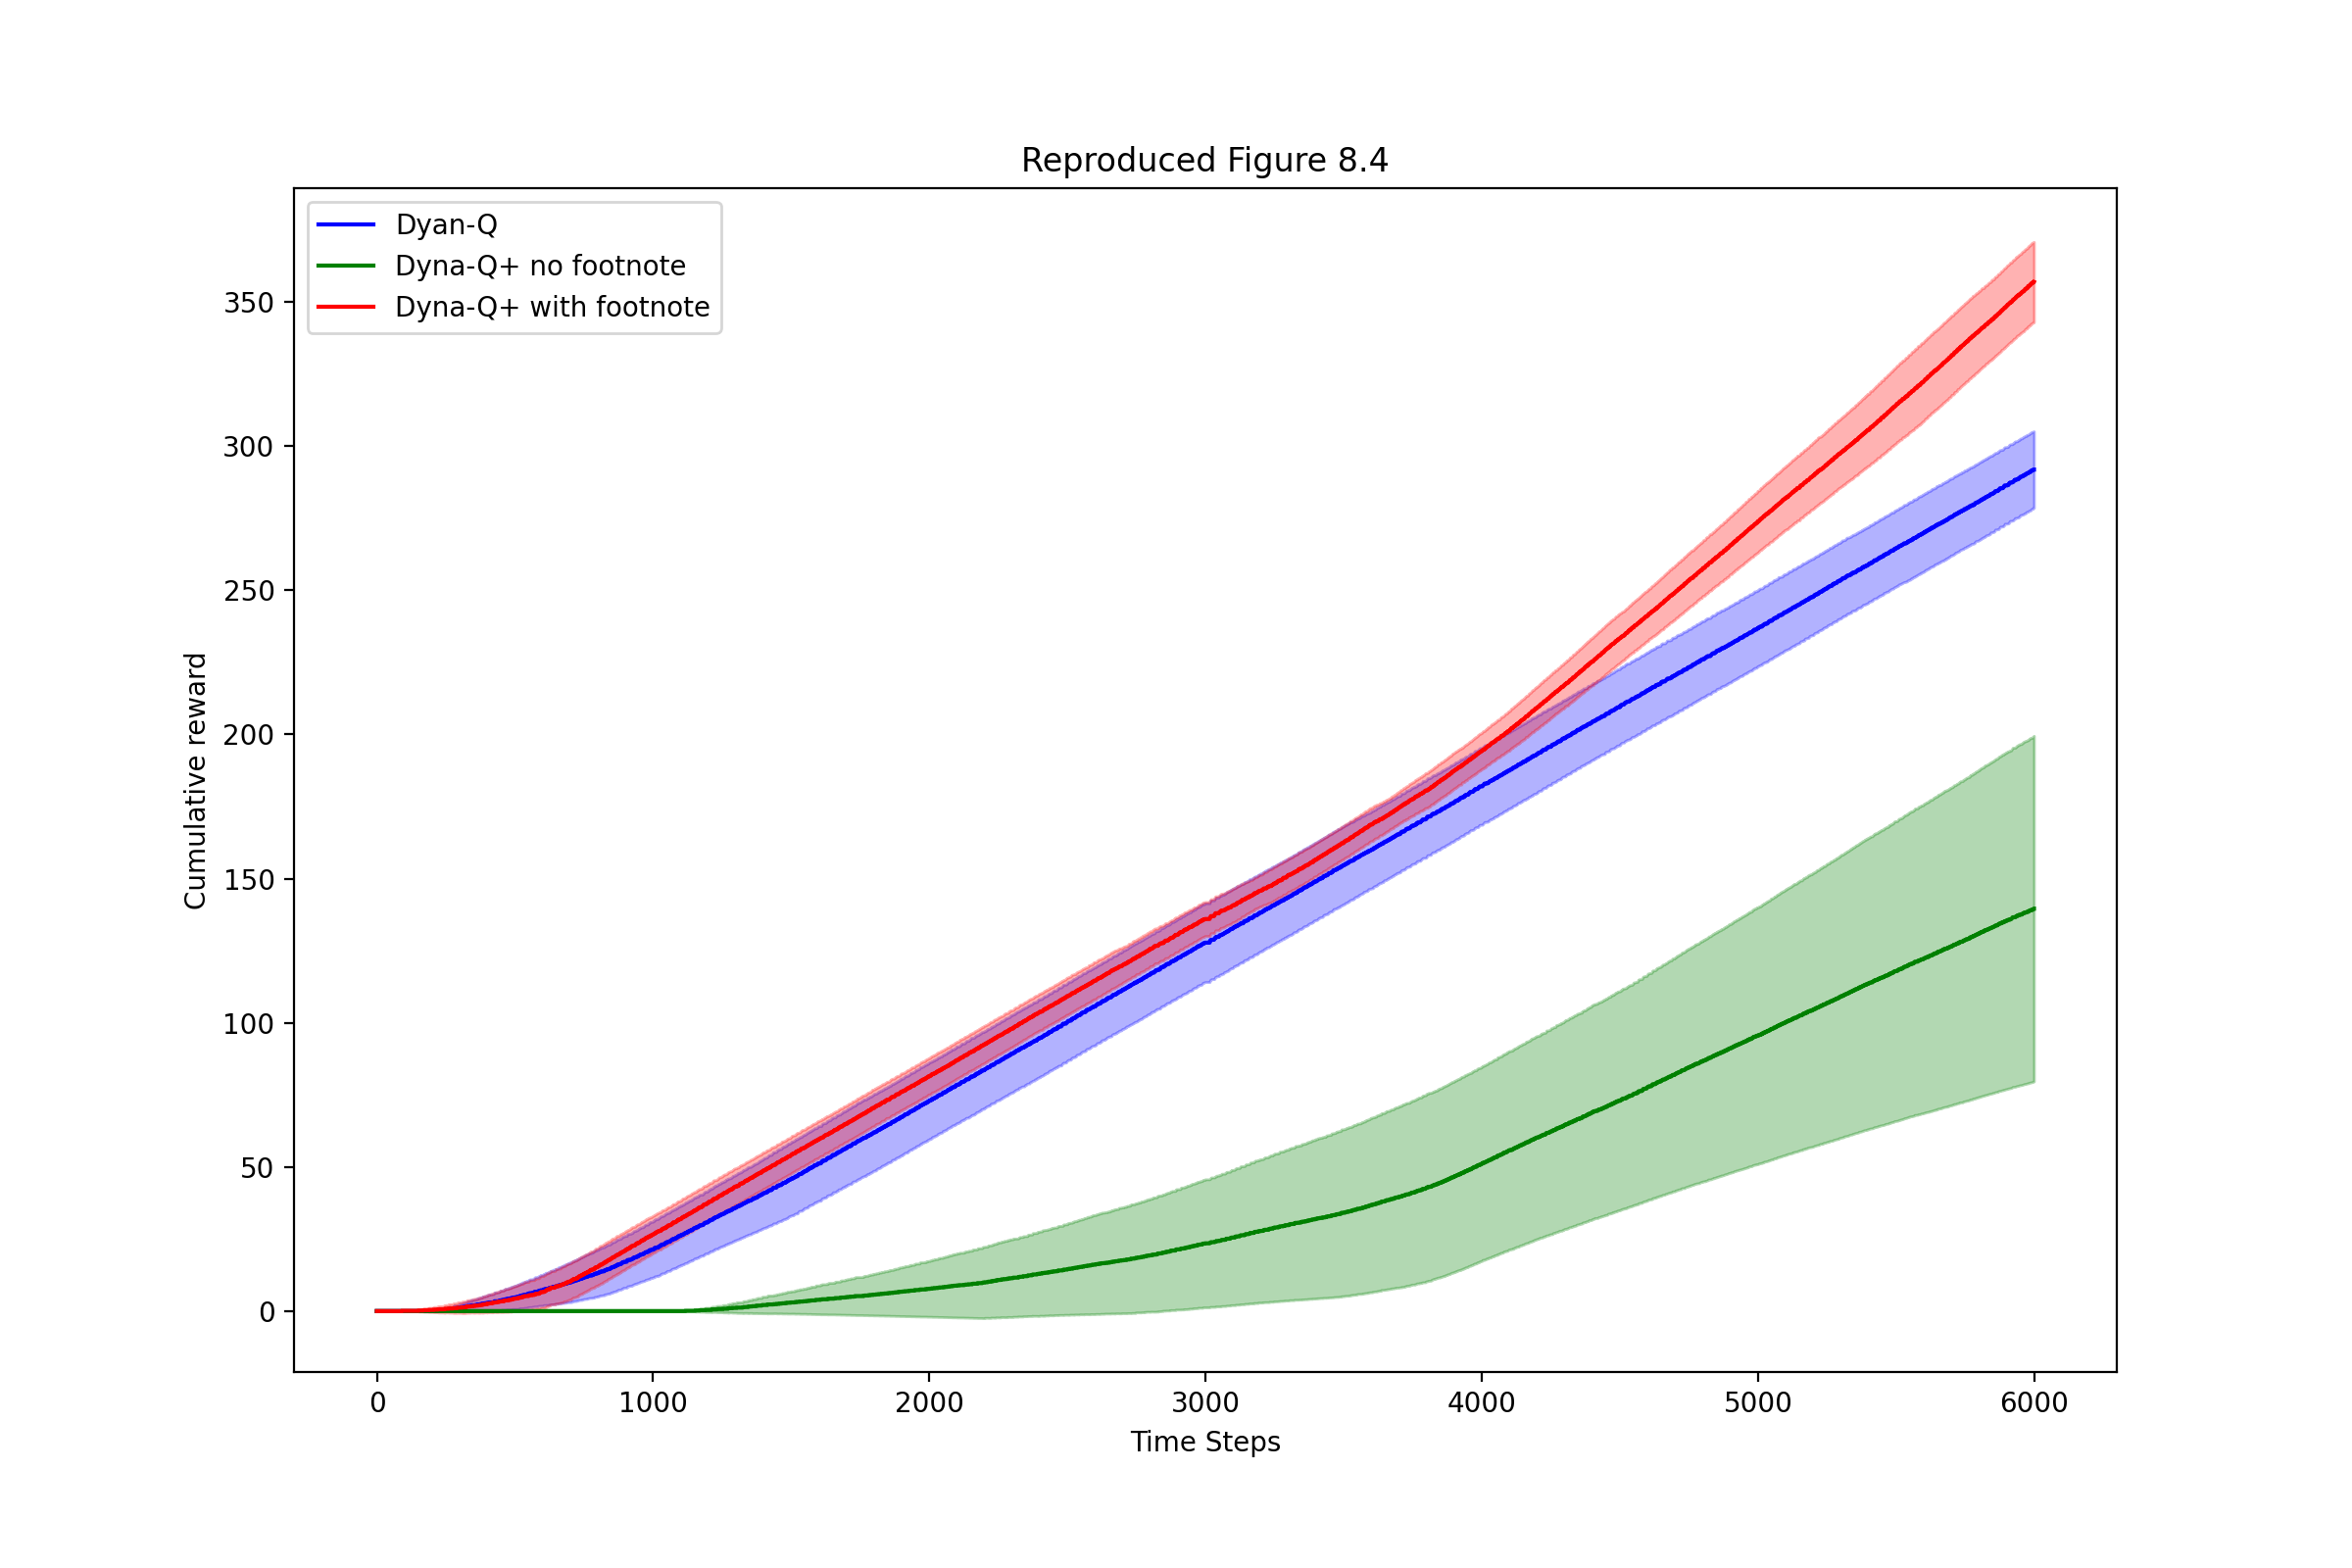 Reproduced Figure 8.4
Dyan-Q
Dyna-Q+ no footnote
Dyna-Q+ with footnote
350
300
250
200
150
100
50
0
Cumulative reward
0 1000 2000 3000 4000 5000 6000
Time Steps